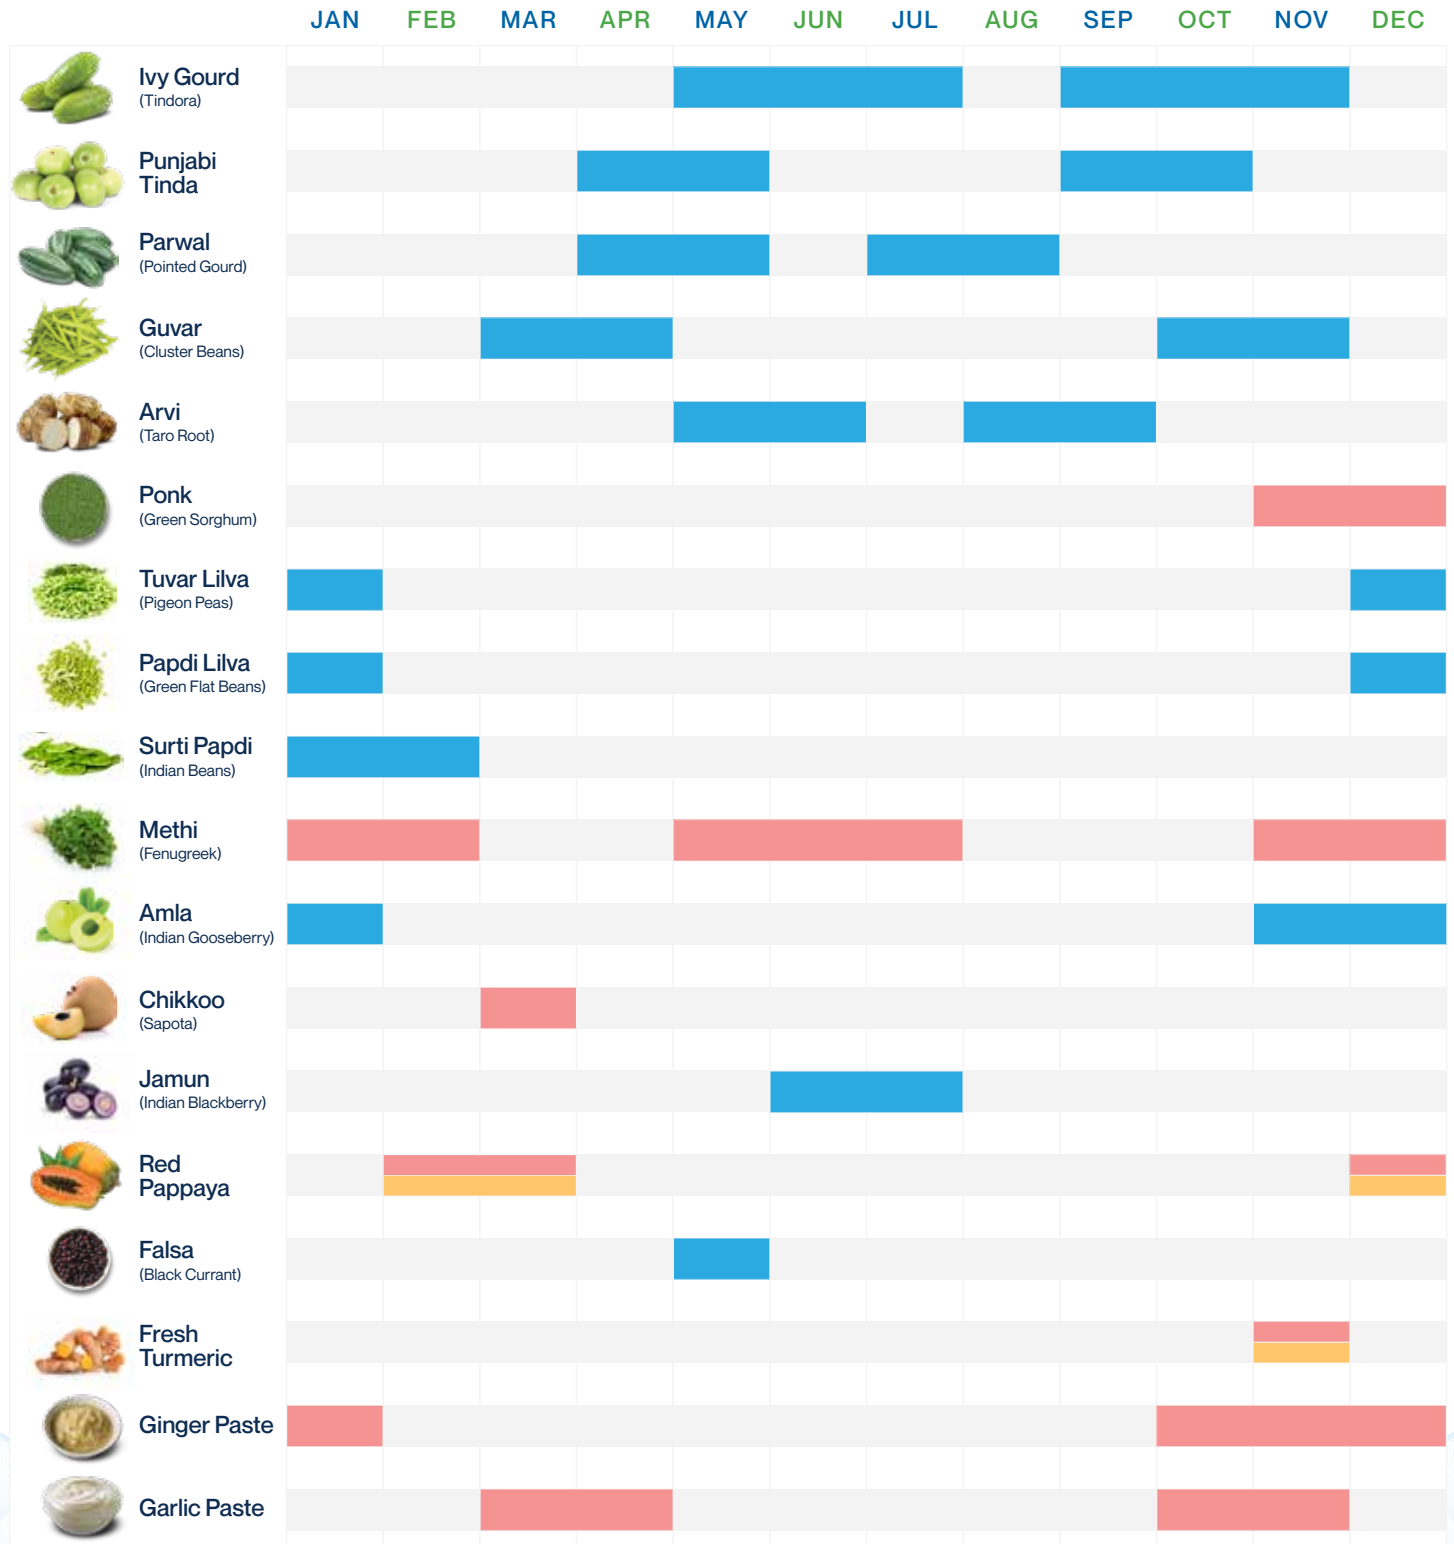 JAN FEB MAR APR MAY JUN JUL AUG SEP OCT NOV DEC
Ivy Gourd
(Tindora)
Punjabi
Tinda
Parwal
(Pointed Gourd)
Guvar
(Cluster Beans)
Arvi
(Taro Root)
Ponk
(Green Sorghum)
Tuvar Lilva
(Pigeon Peas)
Papdi Lilva
(Green Flat Beans)
Surti Papdi
(Indian Beans)
Methi
(Fenugreek)
Amla
(Indian Gooseberry)
Chikkoo
(Sapota)
Jamun
(Indian Blackberry)
Red
Pappaya
Falsa
(Black Currant)
Fresh
Turmeric
Ginger Paste
Garlic Paste